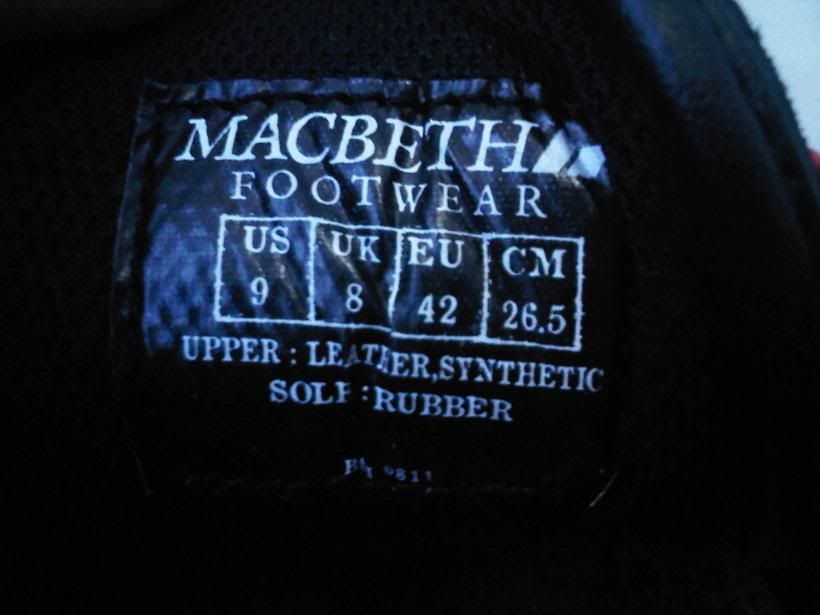 MACBETH
FOOTWEAR
US UK EU CM
9 8 42 26.5
UPPER : LEATHER,SYNTHETIC
SOLE : RUBBER